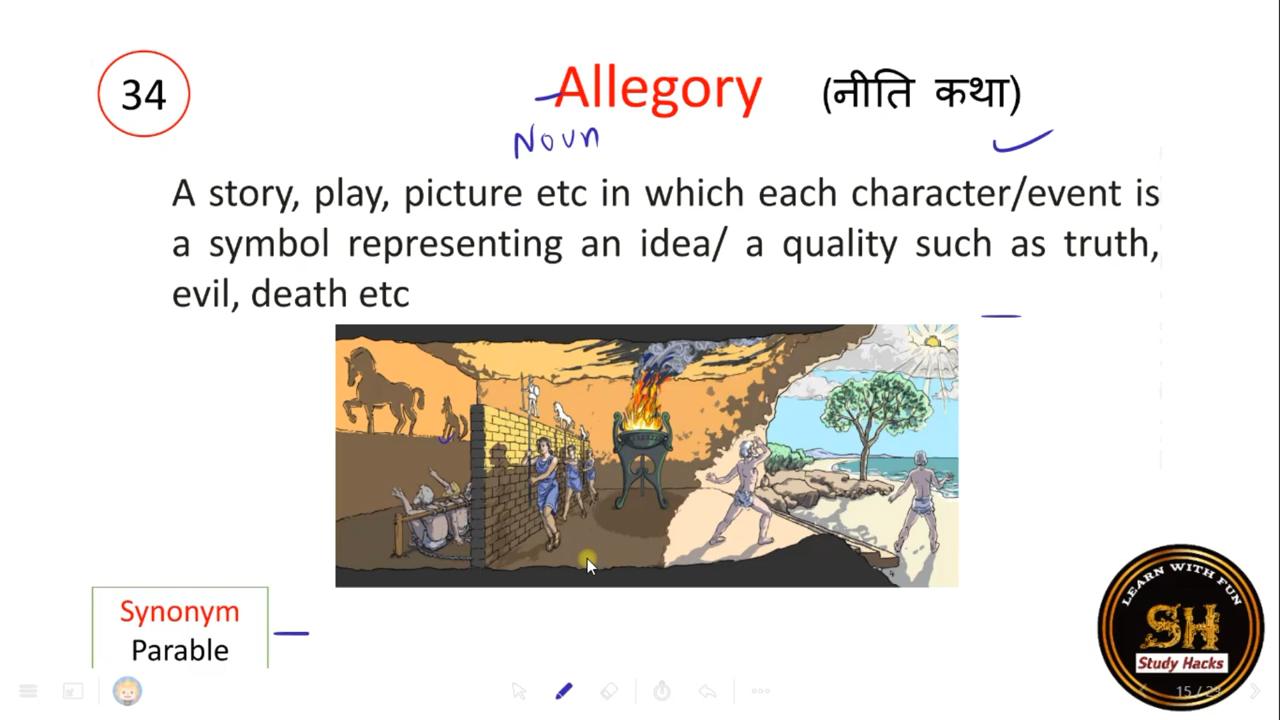 34
Allegory (नीति कथा)
Noun
A story, play, picture etc in which each character/event is
a symbol representing an idea/ a quality such as truth,
evil, death etc
Synonym
Parable
LEARN WITH FUN
SH
Study Hacks